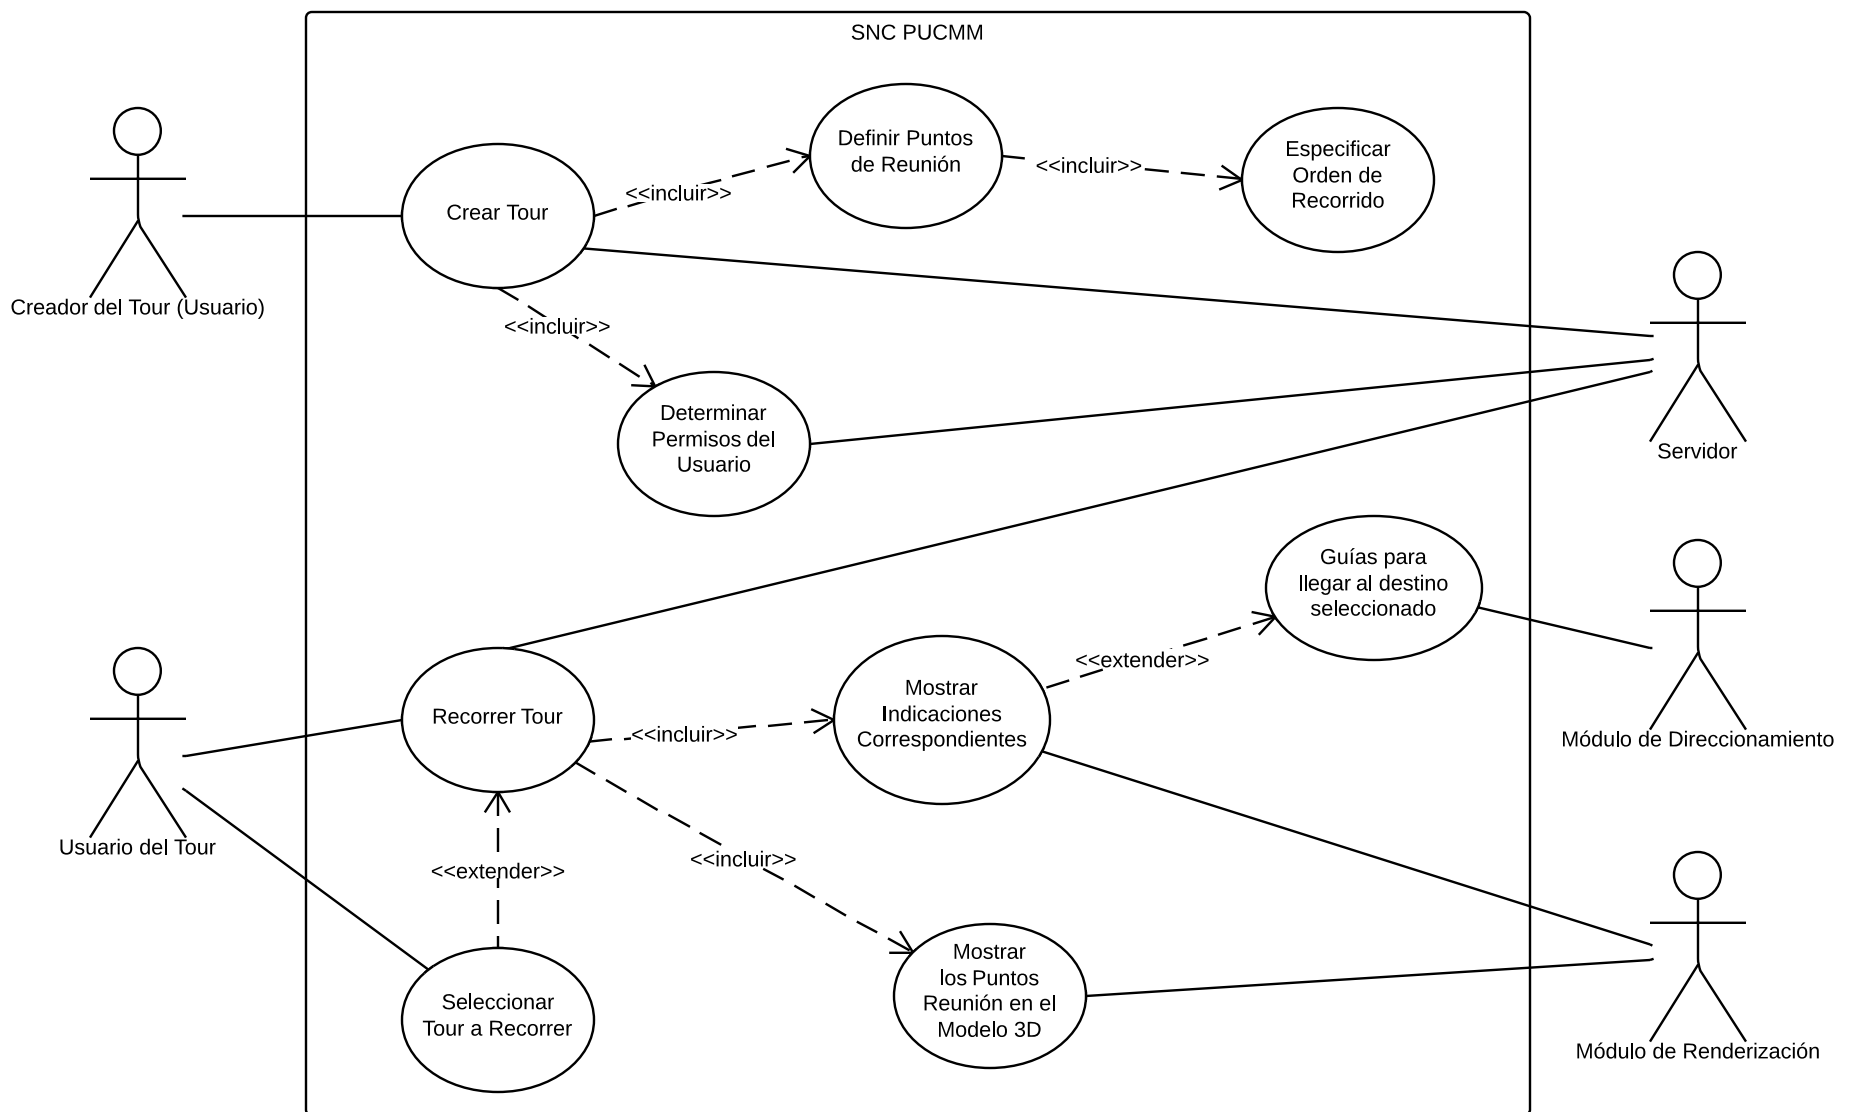 SNC PUCMM
Definir Puntos
de Reunión
Especificar
Orden de
Recorrido
<<incluir>>
<<incluir>>
Crear Tour
Creador del Tour (Usuario)
<<incluir>>
Determinar
Permisos del
Usuario
Servidor
Guías para
llegar al destino
seleccionado
<<extender>>
Mostrar
Indicaciones
Correspondientes
Recorrer Tour
<<incluir>>
Módulo de Direccionamiento
Usuario del Tour
<<incluir>>
<<extender>>
Mostrar
los Puntos
Reunión en el
Modelo 3D
Seleccionar
Tour a Recorrer
Módulo de Renderización